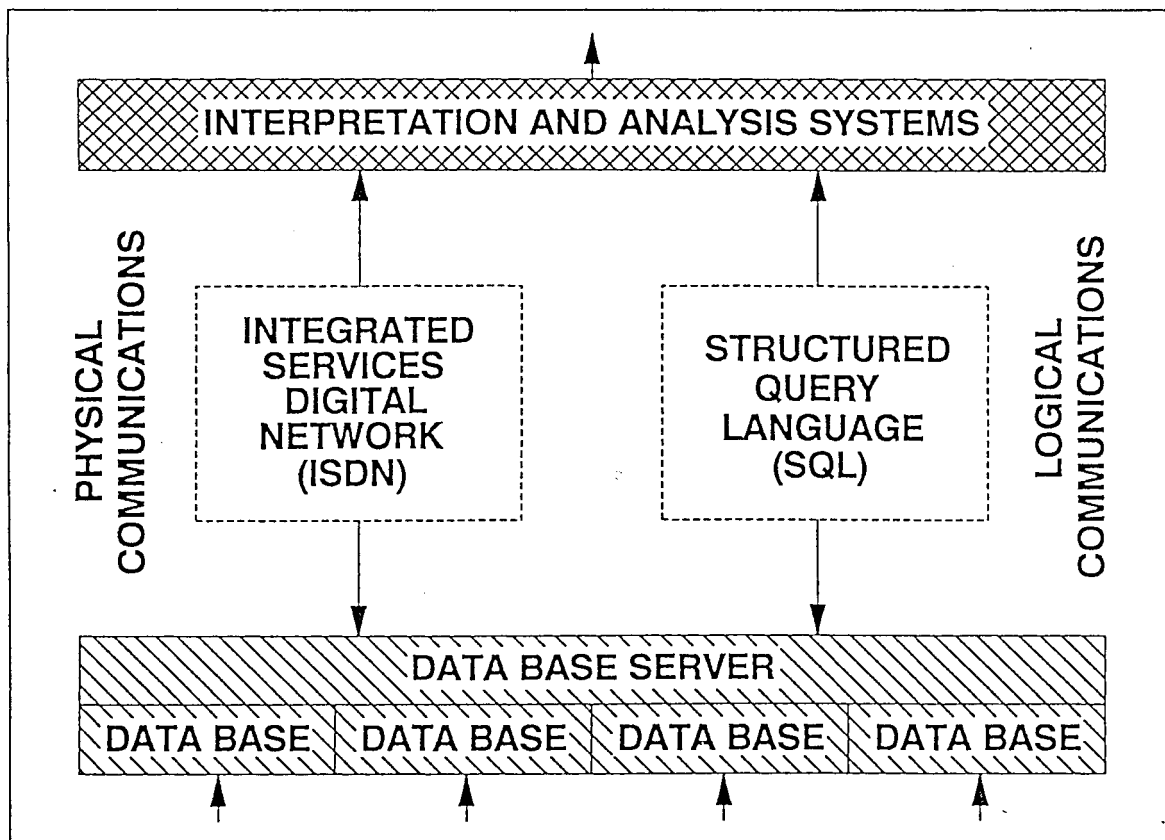 INTERPRETATION AND ANALYSIS SYSTEMS
PHYSICAL
COMMUNICATIONS
INTEGRATED
SERVICES
DIGITAL
NETWORK
(ISDN)
STRUCTURED
QUERY
LANGUAGE
(SQL)
LOGICAL
COMMUNICATIONS
DATA BASE SERVER
DATA BASE DATA BASE DATA BASE DATA BASE